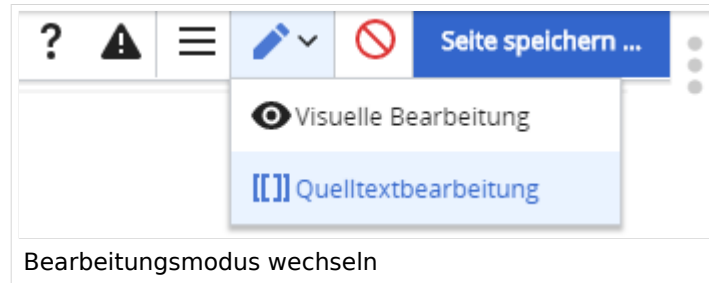 ? Seite speichern ...
Visuelle Bearbeitung
[[]] Quelltextbearbeitung
Bearbeitungsmodus wechseln